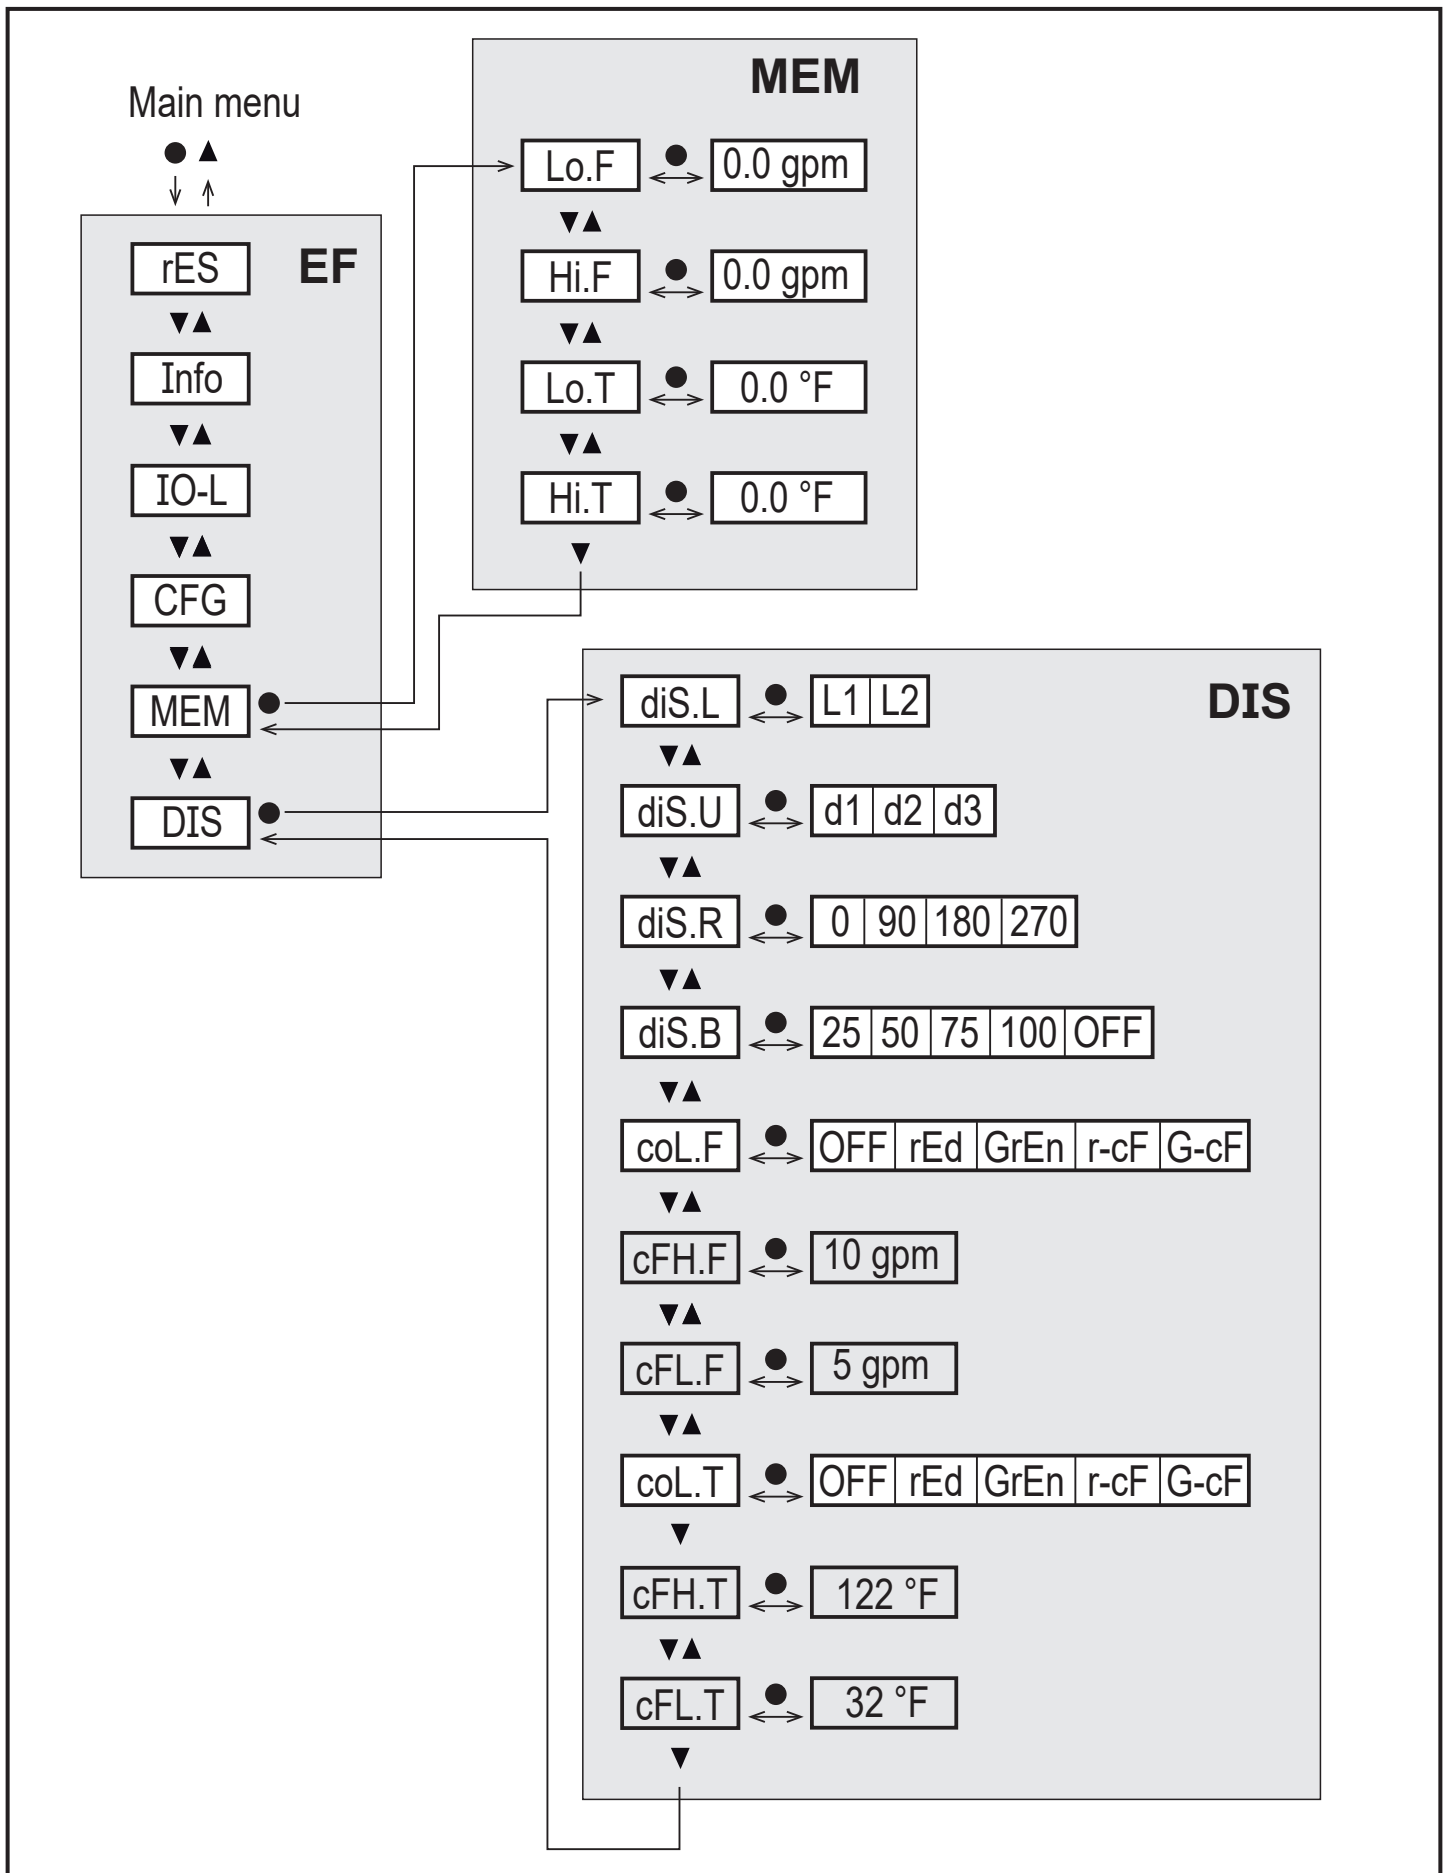 Main menu
EF
rES
Info
IO-L
CFG
MEM
DIS
MEM
Lo.F 0.0 gpm
Hi.F 0.0 gpm
Lo.T 0.0 °F
Hi.T 0.0 °F
DIS
diS.L L1 L2
diS.U d1 d2 d3
diS.R 0 90 180 270
diS.B 25 50 75 100 OFF
coL.F OFF rEd GrEn r-cF G-cF
cFH.F 10 gpm
cFL.F 5 gpm
coL.T OFF rEd GrEn r-cF G-cF
cFH.T 122 °F
cFL.T 32 °F